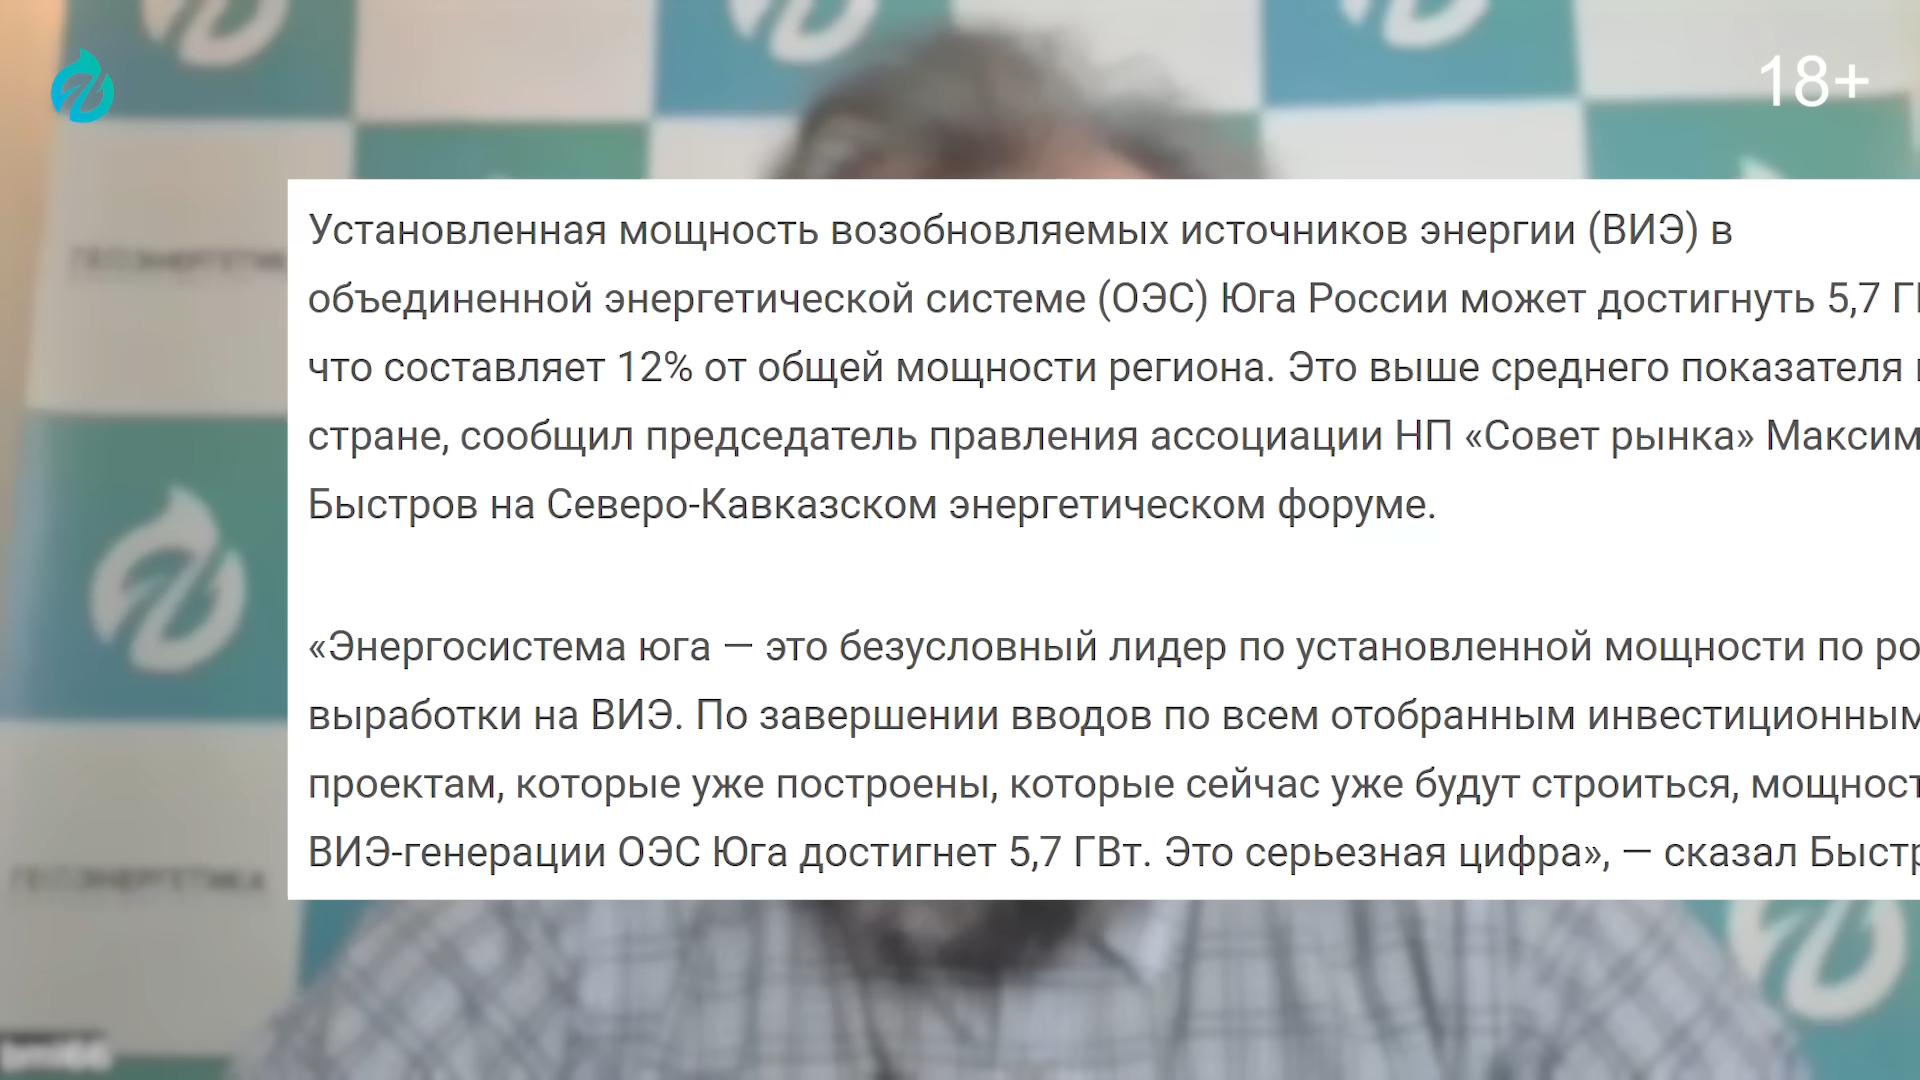 18+
Установленная мощность возобновляемых источников энергии (ВИЭ) в
объединенной энергетической системе (ОЭС) Юга России может достигнуть 5,7
что составляет 12% от общей мощности региона. Это выше среднего показателя
стране, сообщил председатель правления ассоциации НП «Совет рынка» Максим
Быстров на Северо-Кавказском энергетическом форуме.
«Энергосистема юга — это безусловный лидер по установленной мощности по
выработки на ВИЭ. По завершении вводов по всем отобранным инвестиционным
проектам, которые уже построены, которые сейчас уже будут строиться,
ВИЭ-генерации ОЭС Юга достигнет 5,7 ГВт. Это серьезная цифра», — сказал
ГЕОЭНЕРГЕТИКА